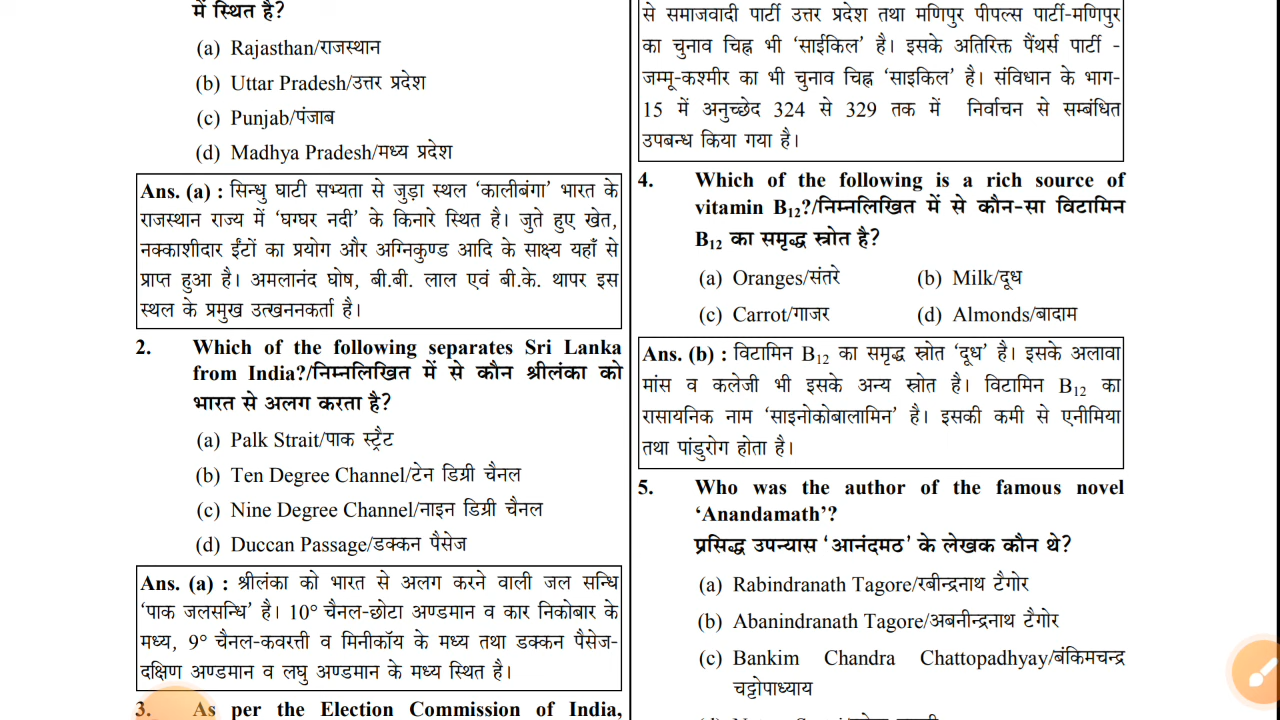 में स्थित है?
(a) Rajasthan/राजस्थान
(b) Uttar Pradesh/उत्तर प्रदेश
(c) Punjab/पंजाब
(d) Madhya Pradesh/मध्य प्रदेश
Ans. (a) : सिन्धु घाटी सभ्यता से जुड़ा स्थल ‘कालीबंगा’ भारत के
राजस्थान राज्य में ‘घग्घर नदी’ के किनारे स्थित है। जुते हुए खेत,
नक्काशीदार ईंटों का प्रयोग और अग्निकुण्ड आदि के साक्ष्य यहाँ से
प्राप्त हुआ है। अमलानंद घोष, बी.बी. लाल एवं बी.के. थापर इस
स्थल के प्रमुख उत्खननकर्ता है।
2. Which of the following separates Sri Lanka
from India?/निम्नलिखित में से कौन श्रीलंका को
भारत से अलग करता है?
(a) Palk Strait/पाक स्ट्रैट
(b) Ten Degree Channel/टेन डिग्री चैनल
(c) Nine Degree Channel/नाइन डिग्री चैनल
(d) Duccan Passage/डक्कन पैसेज
Ans. (a) : श्रीलंका को भारत से अलग करने वाली जल सन्धि
‘पाक जलसन्धि’ है। 10° चैनल-छोटा अण्डमान व कार निकोबार के
मध्य, 9° चैनल-कवरत्ती व मिनीकॉय के मध्य तथा डक्कन पैसेज-
दक्षिण अण्डमान व लघु अण्डमान के मध्य स्थित है।
3. As per the Election Commission of India,
से समाजवादी पार्टी उत्तर प्रदेश तथा मणिपुर पीपल्स पार्टी-मणिपुर
का चुनाव चिह्न भी ‘साईकिल’ है। इसके अतिरिक्त पैंथर्स पार्टी -
जम्मू-कश्मीर का भी चुनाव चिह्न ‘साइकिल’ है। संविधान के भाग-
15 में अनुच्छेद 324 से 329 तक में निर्वाचन से सम्बंधित
उपबन्ध किया गया है।
4. Which of the following is a rich source of
vitamin B₁₂?/निम्नलिखित में से कौन-सा विटामिन
B₁₂ का समृद्ध स्रोत है?
(a) Oranges/संतरे (b) Milk/दूध
(c) Carrot/गाजर (d) Almonds/बादाम
Ans. (b) : विटामिन B₁₂ का समृद्ध स्रोत ‘दूध’ है। इसके अलावा
मांस व कलेजी भी इसके अन्य स्रोत है। विटामिन B₁₂ का
रासायनिक नाम ‘साइनोकोबालामिन’ है। इसकी कमी से एनीमिया
तथा पांडुरोग होता है।
5. Who was the author of the famous novel
‘Anandamath’?
प्रसिद्ध उपन्यास ‘आनंदमठ’ के लेखक कौन थे?
(a) Rabindranath Tagore/रबीन्द्रनाथ टैगोर
(b) Abanindranath Tagore/अबनीन्द्रनाथ टैगोर
(c) Bankim Chandra Chattopadhyay/बंकिमचन्द्र
चट्टोपाध्याय